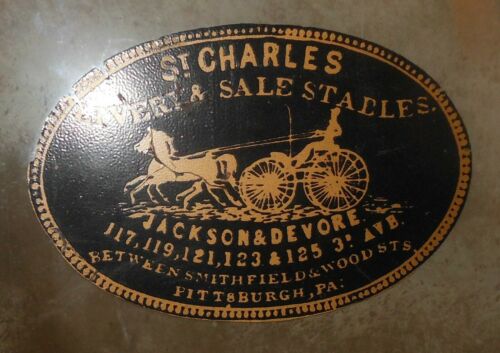 ST CHARLES
LIVERY & SALE STABLES.
JACKSON & DEVORE
117, 119, 121, 123 & 125 3D AVE.
BETWEEN SMITHFIELD & WOOD STS.
PITTSBURGH, PA: